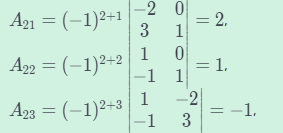 A₂₁ = (−1)²⁺¹ |−2 0; 3 1| = 2.
A₂₂ = (−1)²⁺² |1 0; −1 1| = 1.
A₂₃ = (−1)²⁺³ |1 −2; −1 3| = −1.